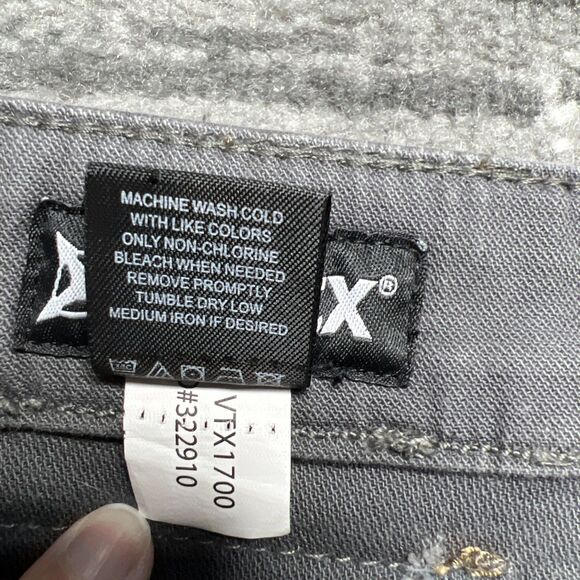 MACHINE WASH COLD
WITH LIKE COLORS
ONLY NON-CHLORINE
BLEACH WHEN NEEDED
REMOVE PROMPTLY
TUMBLE DRY LOW
MEDIUM IRON IF DESIRED
X®
VTX1700
O#322910